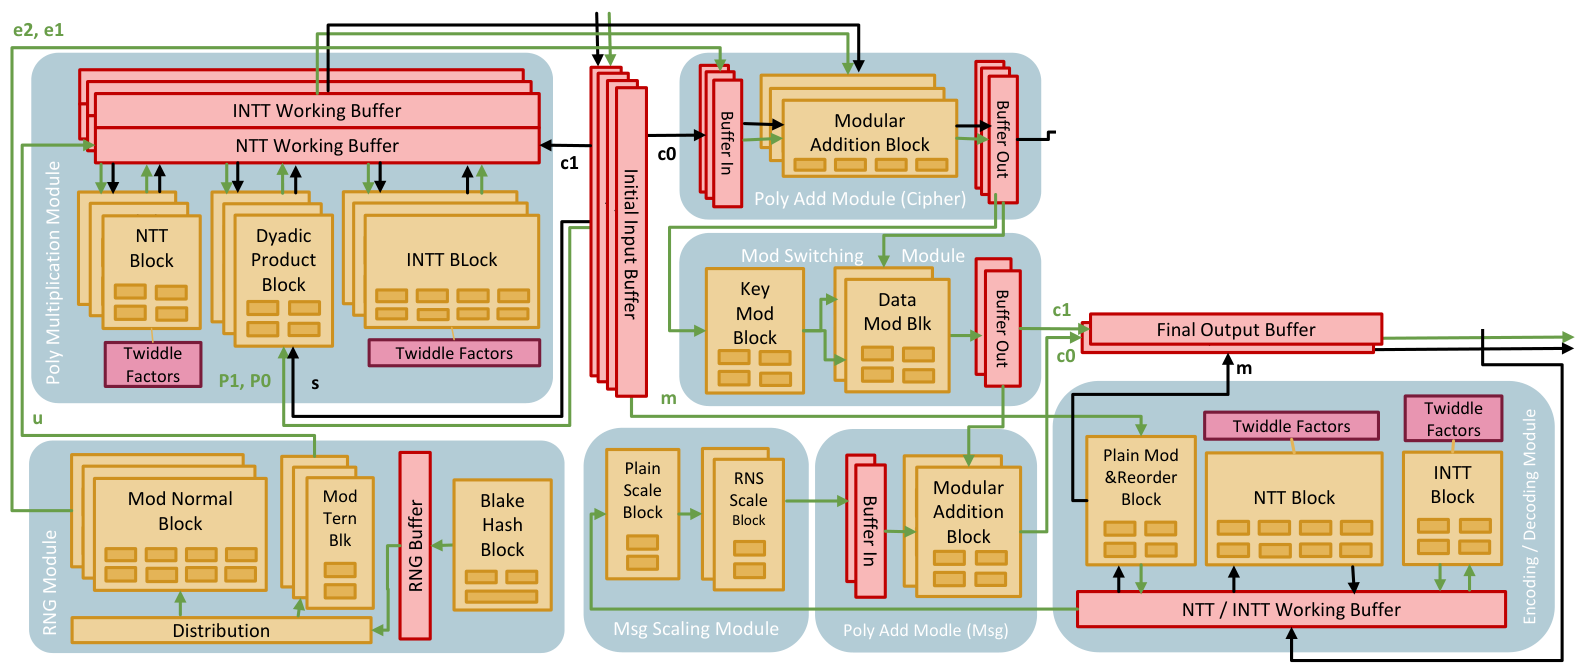 e2, e1
INTT Working Buffer
NTT Working Buffer
c1
c0
Initial Input Buffer
Buffer In
Modular
Addition Block
Buffer Out
Poly Add Module (Cipher)
Poly Multiplication Module
NTT
Block
Dyadic
Product
Block
INTT BLock
Twiddle
Factors
Twiddle Factors
P1, P0
s
u
Mod Switching Module
Key
Mod
Block
Data
Mod Blk
Buffer Out
c1
c0
Final Output Buffer
m
m
RNG Module
Mod Normal
Block
Mod
Tern
Blk
RNG Buffer
Blake
Hash
Block
Distribution
Plain
Scale
Block
RNS
Scale
Block
Msg Scaling Module
Buffer In
Modular
Addition
Block
Poly Add Modle (Msg)
Twiddle Factors
Twiddle
Factors
Plain Mod
&Reorder
Block
NTT Block
INTT
Block
NTT / INTT Working Buffer
Encoding / Decoding Module